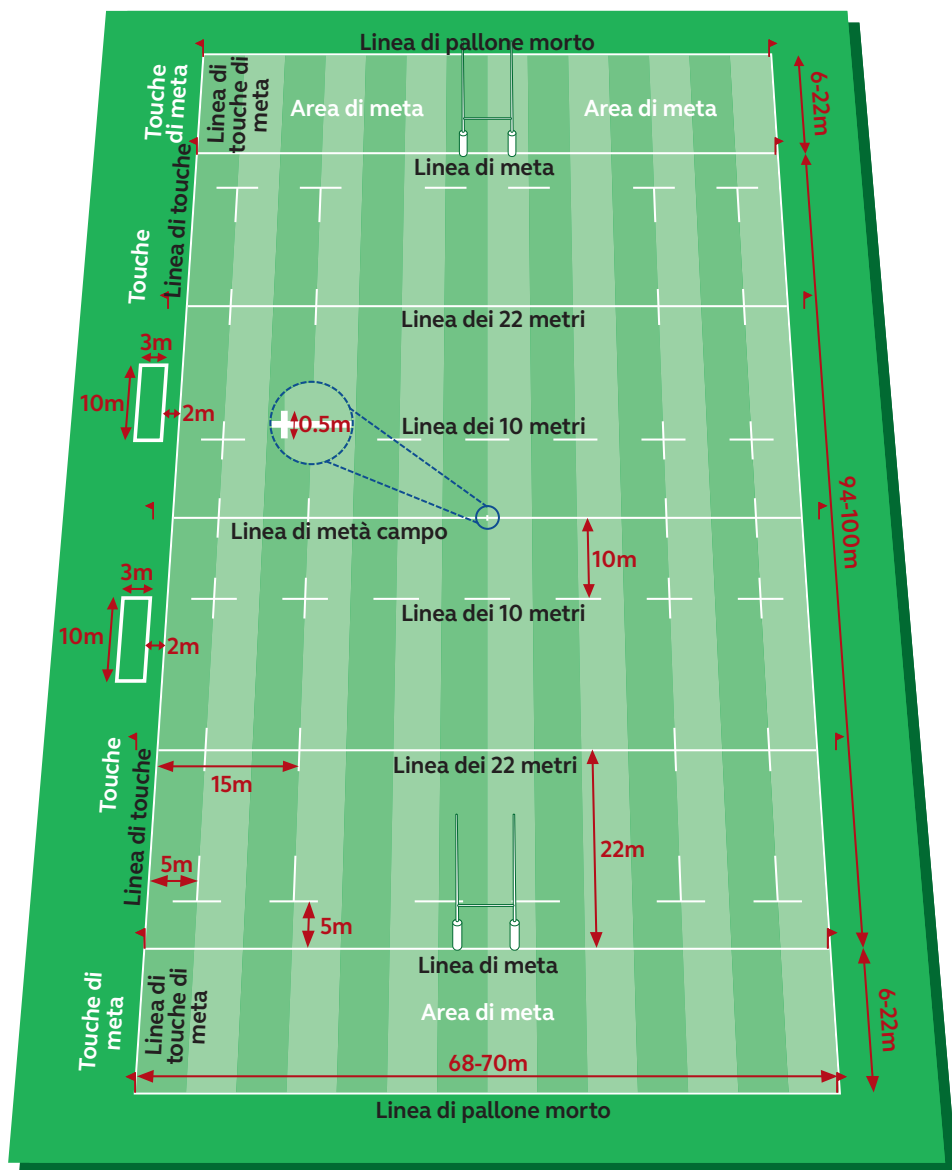 Linea di pallone morto
Touche
di meta
Linea di
touche di
meta
Area di meta
Area di meta
6-22m
Linea di meta
Linea di touche
Touche
Linea dei 22 metri
3m
10m
2m
0.5m
Linea dei 10 metri
94-100m
Linea di metà campo
10m
3m
Linea dei 10 metri
10m
2m
Touche
Linea di touche
15m
Linea dei 22 metri
22m
5m
5m
Linea di meta
Touche di
meta
Linea di
touche di
meta
Area di meta
6-22m
68-70m
Linea di pallone morto